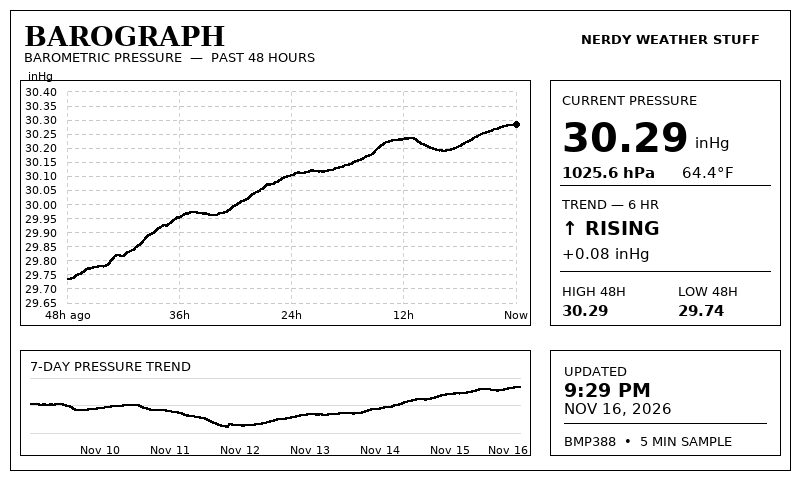 BAROGRAPH
BAROMETRIC PRESSURE — PAST 48 HOURS
NERDY WEATHER STUFF
inHg
30.40
30.35
30.30
30.25
30.20
30.15
30.10
30.05
30.00
29.95
29.90
29.85
29.80
29.75
29.70
29.65
48h ago 36h 24h 12h Now
CURRENT PRESSURE
30.29 inHg
1025.6 hPa 64.4°F
TREND — 6 HR
↑ RISING
+0.08 inHg
HIGH 48H LOW 48H
30.29 29.74
7-DAY PRESSURE TREND
Nov 10 Nov 11 Nov 12 Nov 13 Nov 14 Nov 15 Nov 16
UPDATED
9:29 PM
NOV 16, 2026
BMP388 • 5 MIN SAMPLE